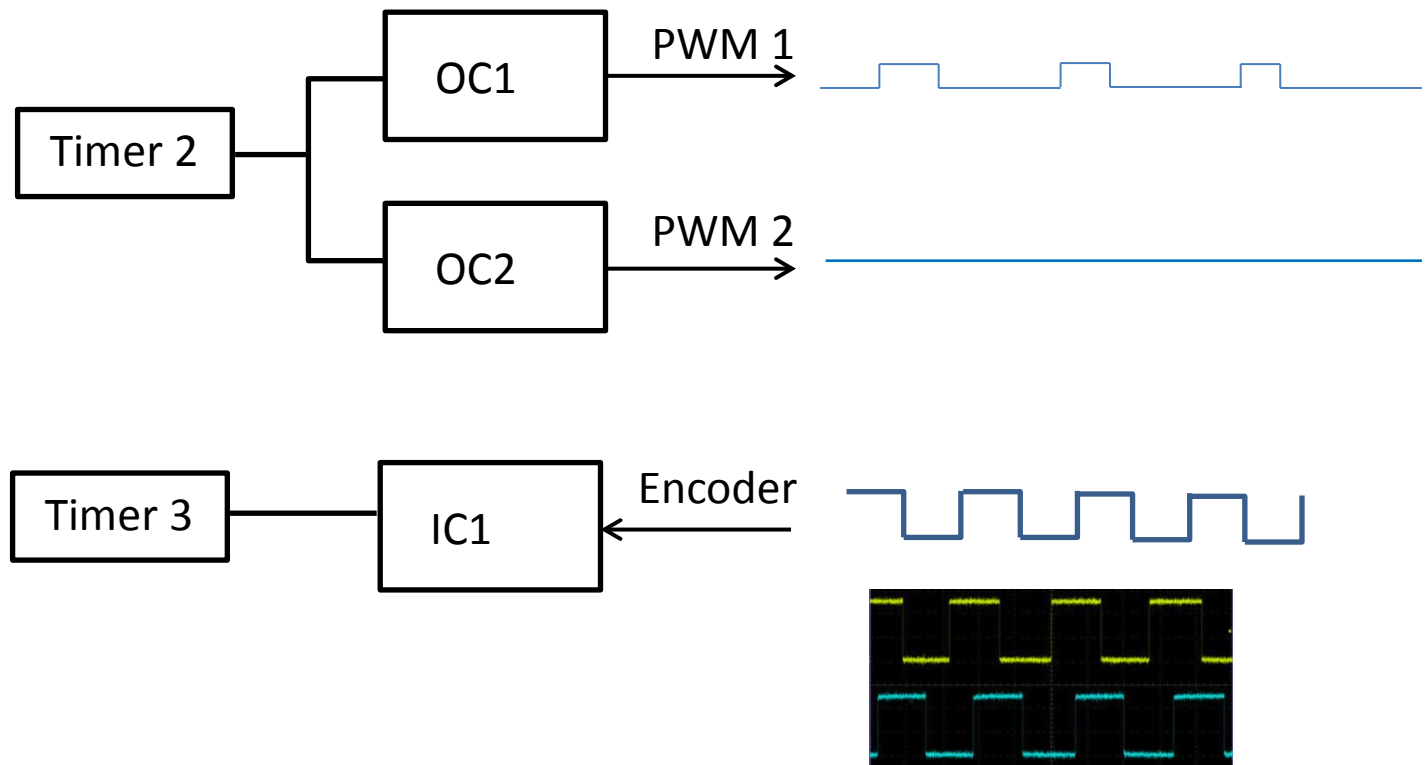 PWM 1
OC1
Timer 2
PWM 2
OC2
Encoder
Timer 3
IC1